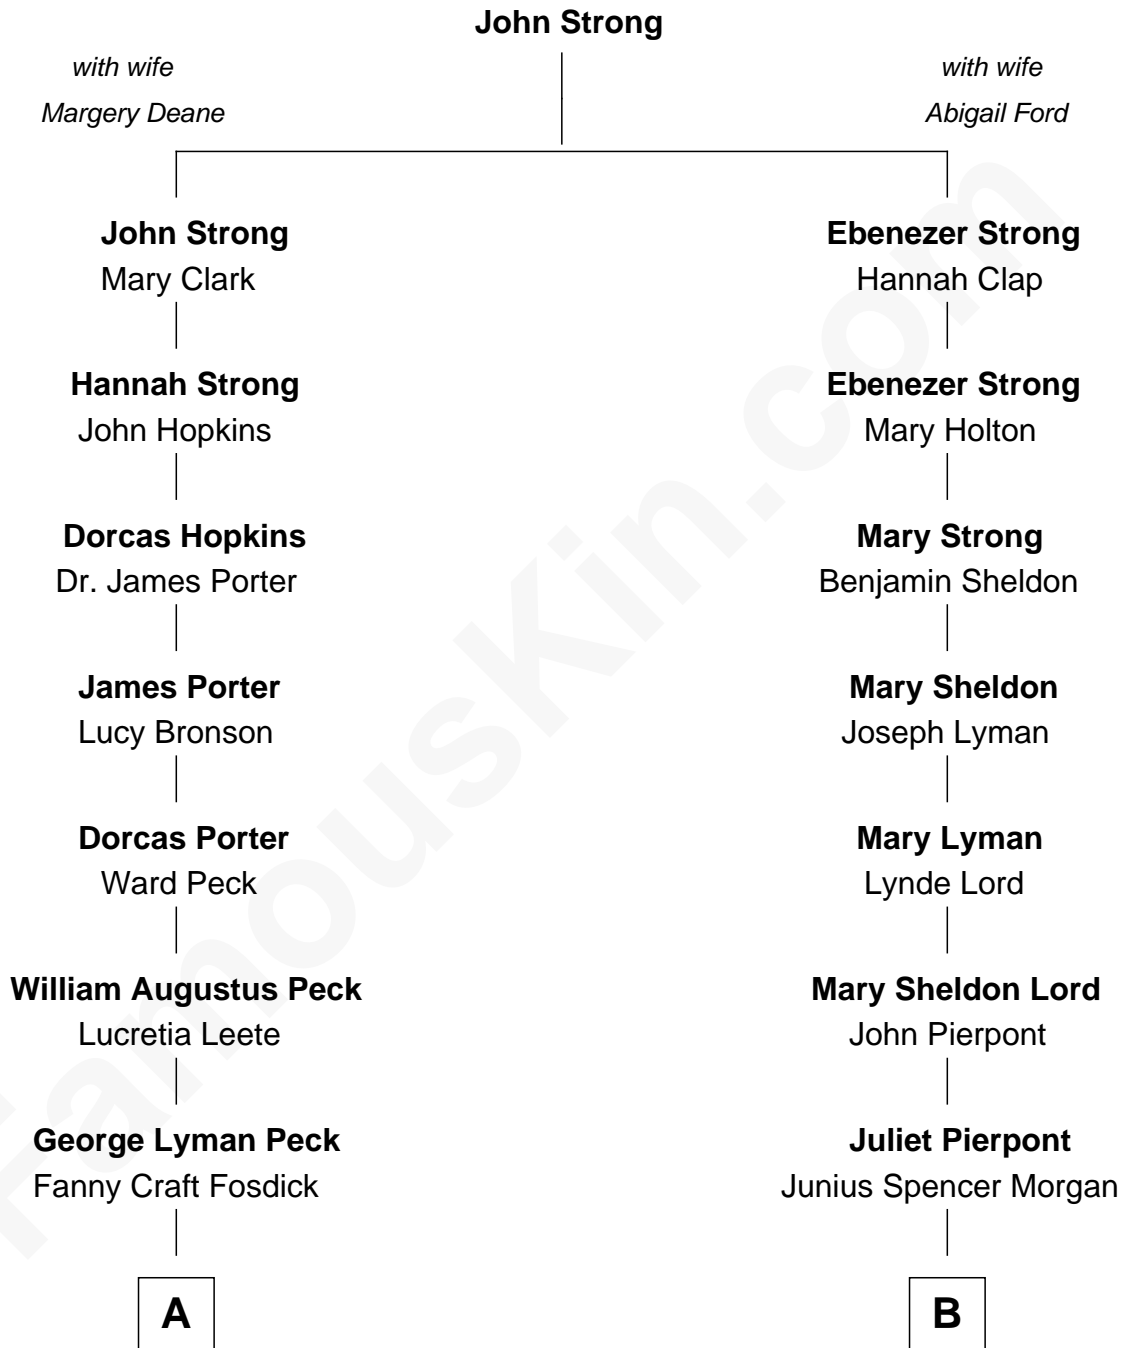 John Strong
with wife
Margery Deane
with wife
Abigail Ford
John Strong
Mary Clark
Hannah Strong
John Hopkins
Dorcas Hopkins
Dr. James Porter
James Porter
Lucy Bronson
Dorcas Porter
Ward Peck
William Augustus Peck
Lucretia Leete
George Lyman Peck
Fanny Craft Fosdick
A
Ebenezer Strong
Hannah Clap
Ebenezer Strong
Mary Holton
Mary Strong
Benjamin Sheldon
Mary Sheldon
Joseph Lyman
Mary Lyman
Lynde Lord
Mary Sheldon Lord
John Pierpont
Juliet Pierpont
Junius Spencer Morgan
B
FamousKin.com